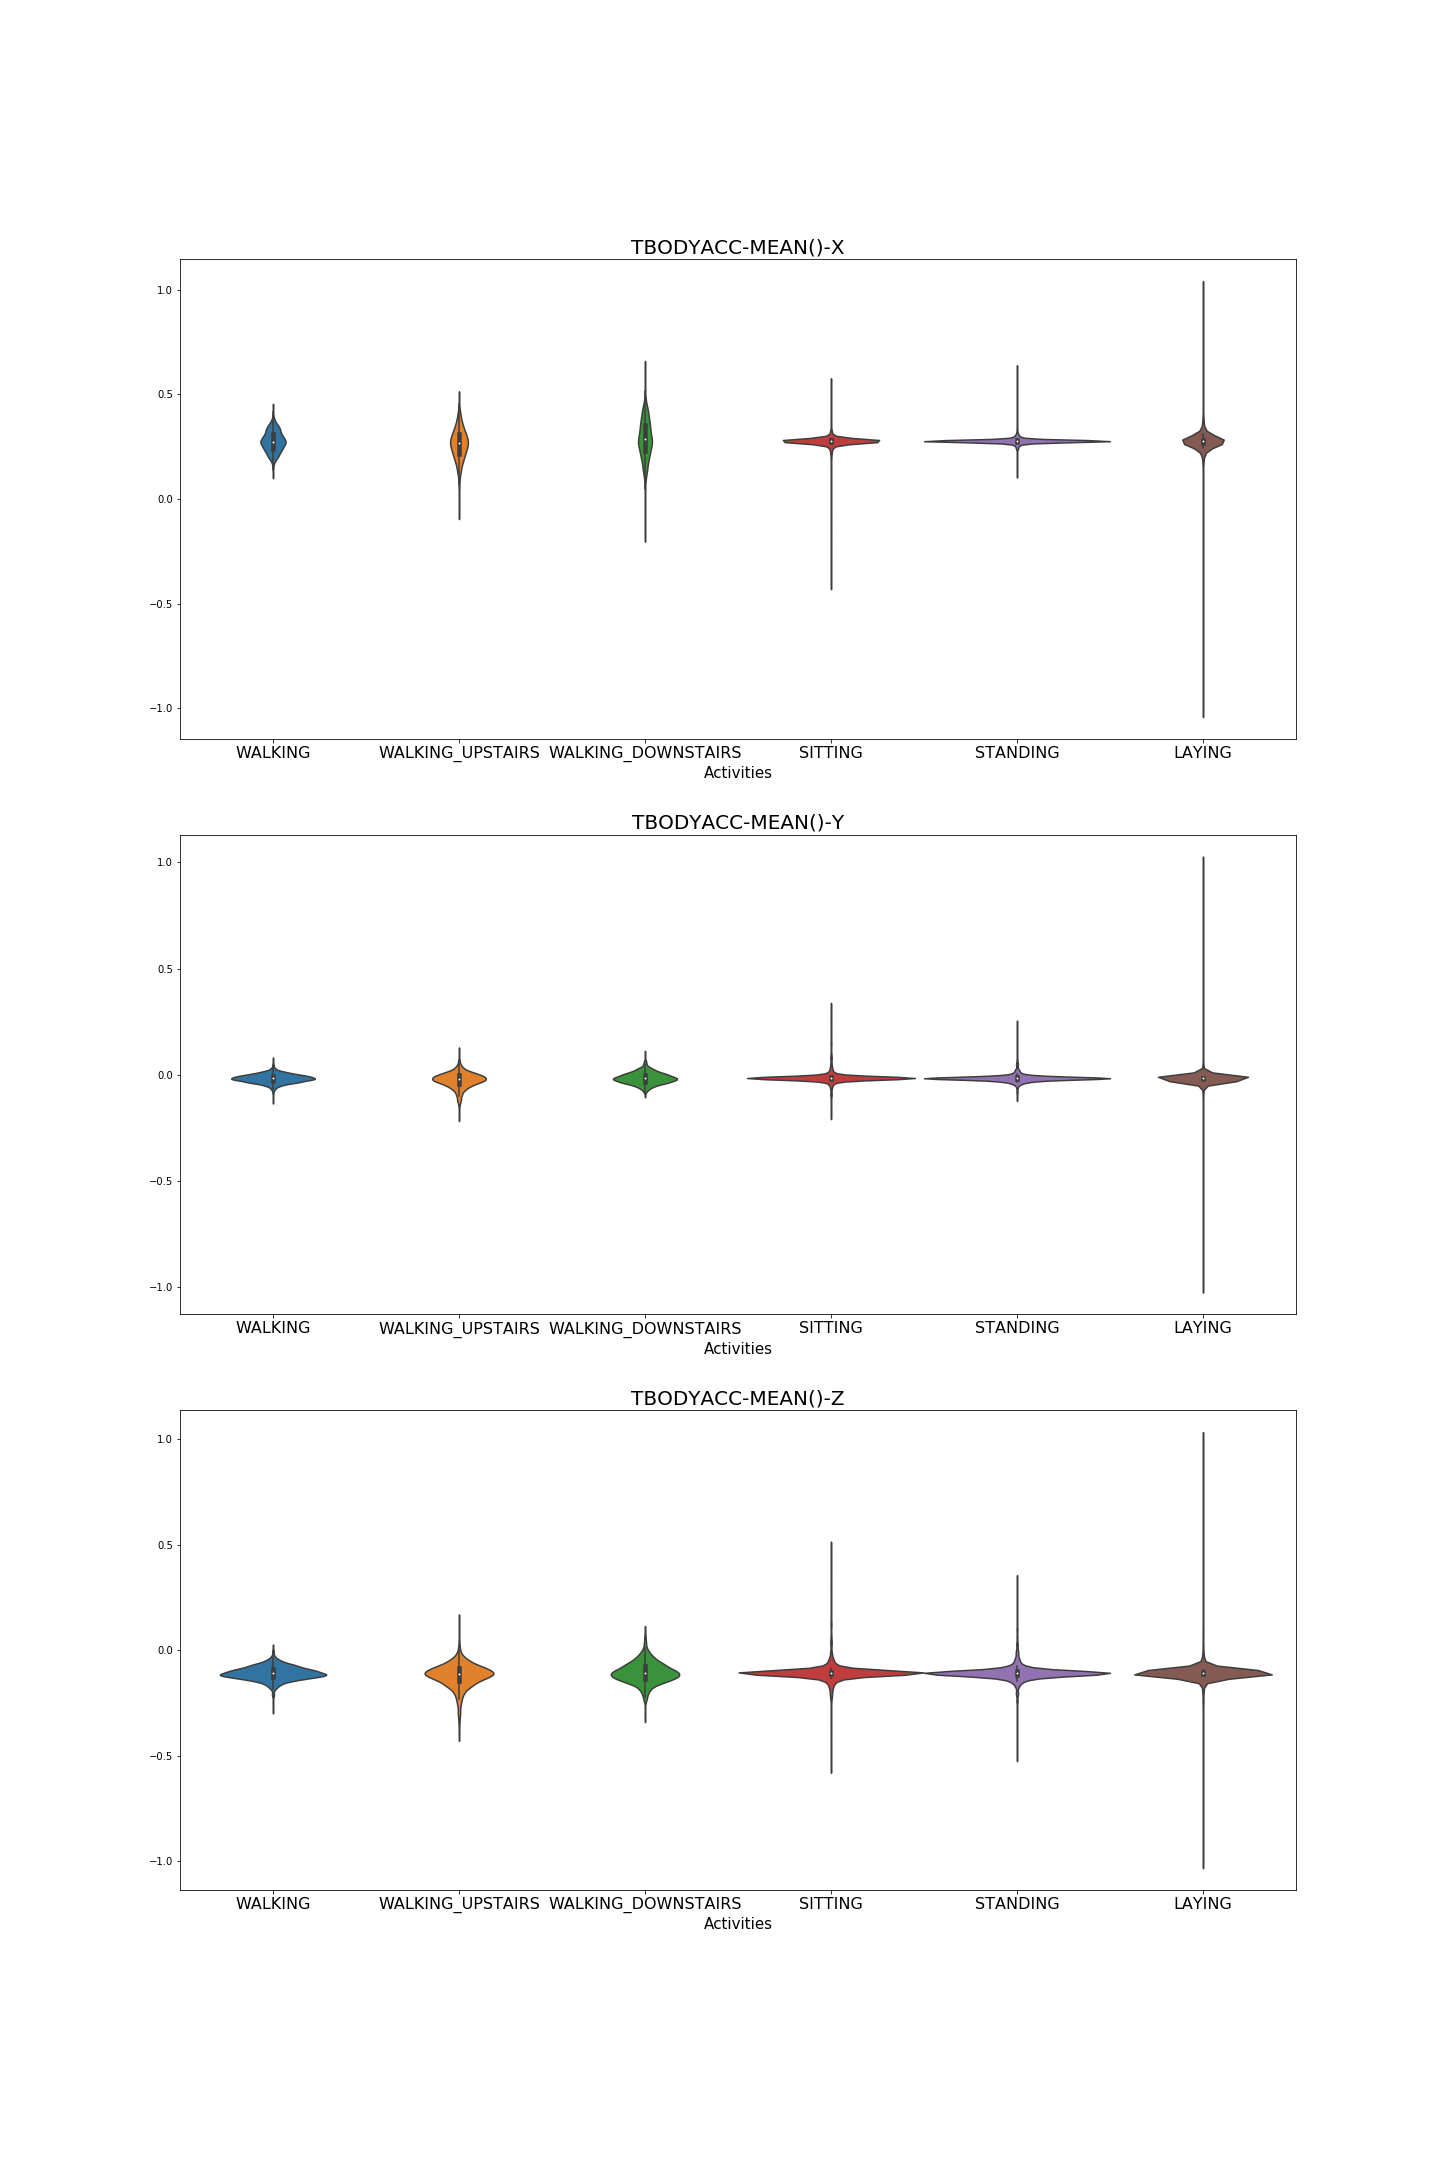 TBODYACC-MEAN()-X
1.0
0.5
0.0
−0.5
−1.0
WALKING WALKING_UPSTAIRS WALKING_DOWNSTAIRS SITTING STANDING LAYING
Activities
TBODYACC-MEAN()-Y
1.0
0.5
0.0
−0.5
−1.0
WALKING WALKING_UPSTAIRS WALKING_DOWNSTAIRS SITTING STANDING LAYING
Activities
TBODYACC-MEAN()-Z
1.0
0.5
0.0
−0.5
−1.0
WALKING WALKING_UPSTAIRS WALKING_DOWNSTAIRS SITTING STANDING LAYING
Activities